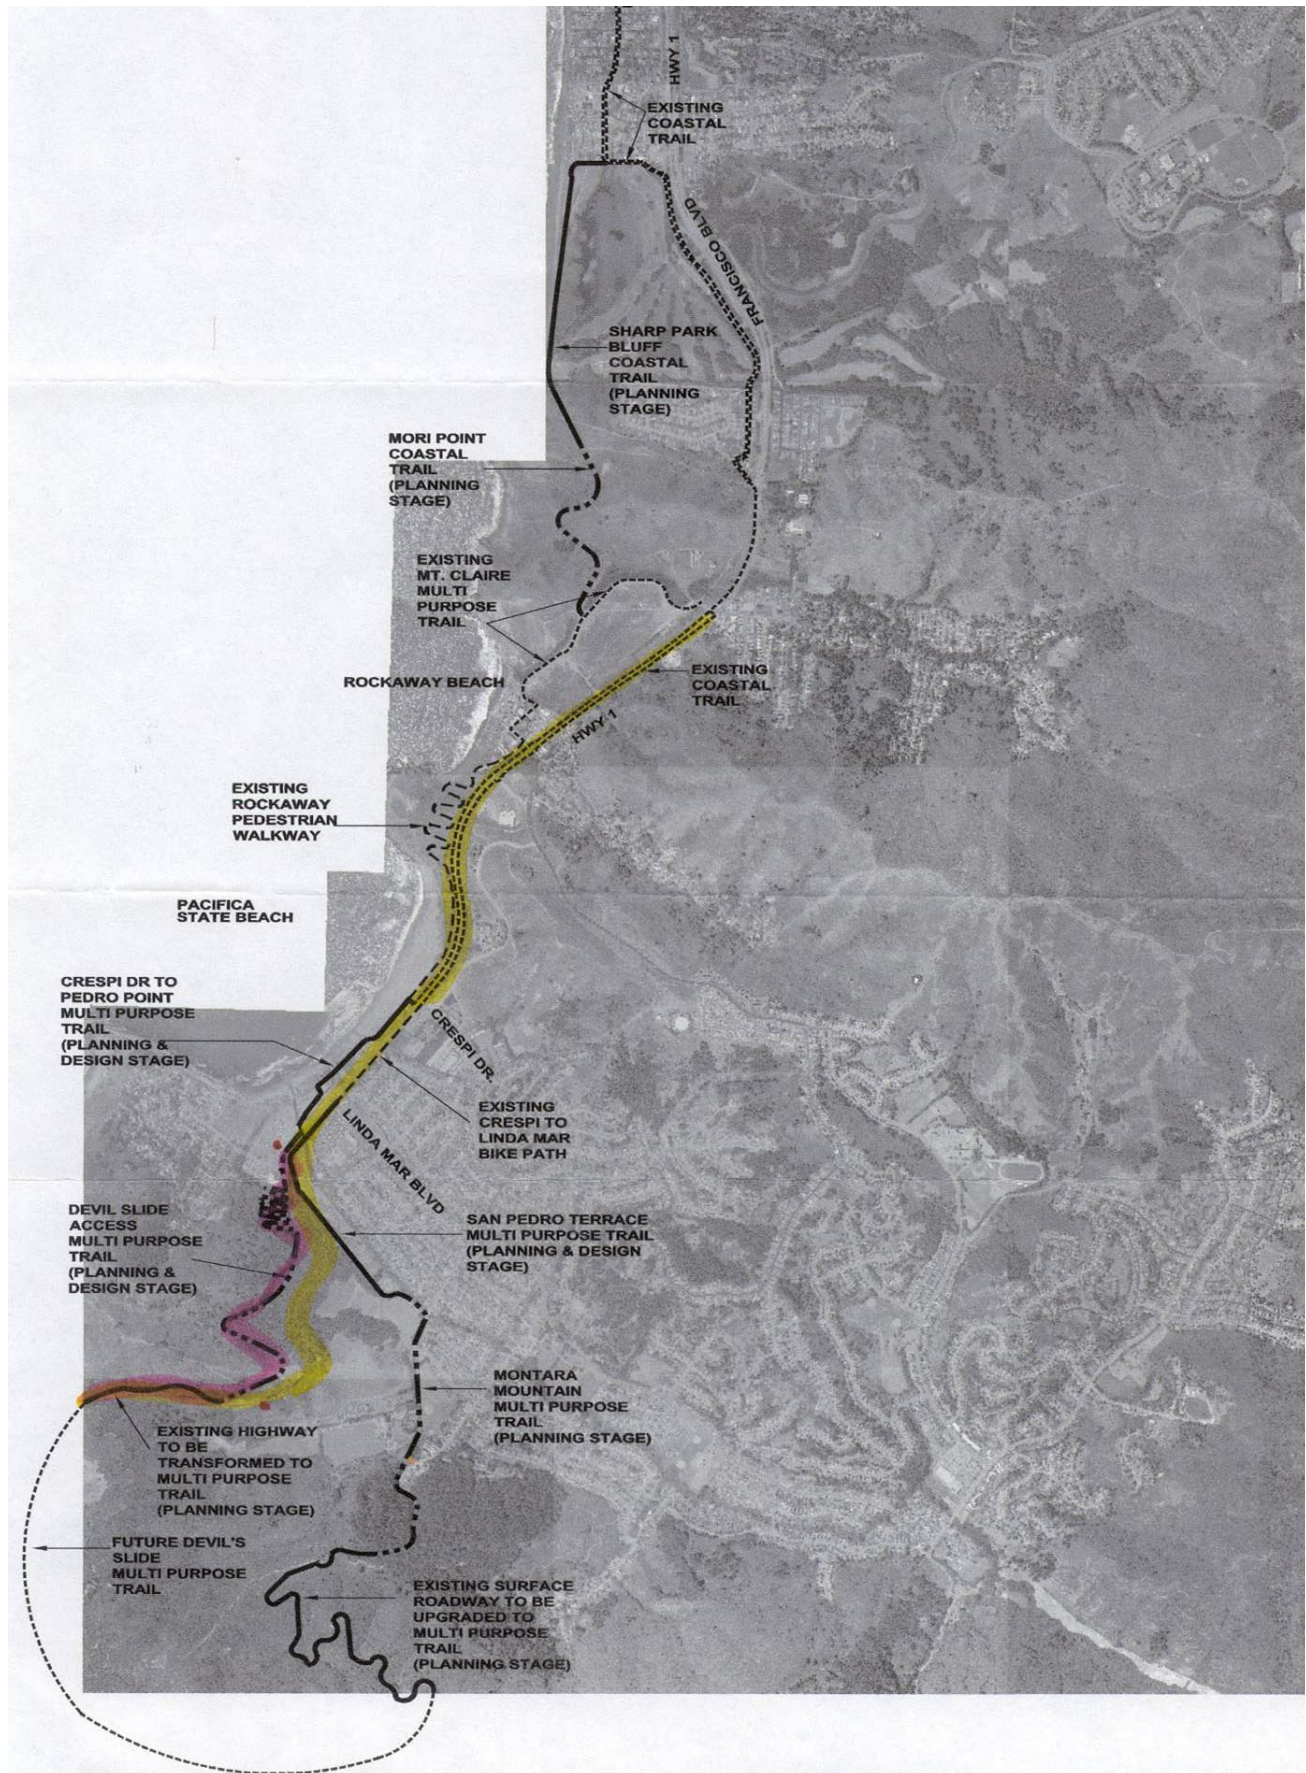 HWY 1
EXISTING
COASTAL
TRAIL
FRANCISCO BLVD
SHARP PARK
BLUFF
COASTAL
TRAIL
(PLANNING
STAGE)
MORI POINT
COASTAL
TRAIL
(PLANNING
STAGE)
EXISTING
MT. CLAIRE
MULTI
PURPOSE
TRAIL
ROCKAWAY BEACH
EXISTING
COASTAL
TRAIL
HWY 1
EXISTING
ROCKAWAY
PEDESTRIAN
WALKWAY
PACIFICA
STATE BEACH
CRESPI DR TO
PEDRO POINT
MULTI PURPOSE
TRAIL
(PLANNING &
DESIGN STAGE)
CRESPI DR.
EXISTING
CRESPI TO
LINDA MAR
BIKE PATH
LINDA MAR BLVD
DEVIL SLIDE
ACCESS
MULTI PURPOSE
TRAIL
(PLANNING &
DESIGN STAGE)
SAN PEDRO TERRACE
MULTI PURPOSE TRAIL
(PLANNING & DESIGN
STAGE)
MONTARA
MOUNTAIN
MULTI PURPOSE
TRAIL
(PLANNING STAGE)
EXISTING HIGHWAY
TO BE
TRANSFORMED TO
MULTI PURPOSE
TRAIL
(PLANNING STAGE)
FUTURE DEVIL'S
SLIDE
MULTI PURPOSE
TRAIL
EXISTING SURFACE
ROADWAY TO BE
UPGRADED TO
MULTI PURPOSE
TRAIL
(PLANNING STAGE)